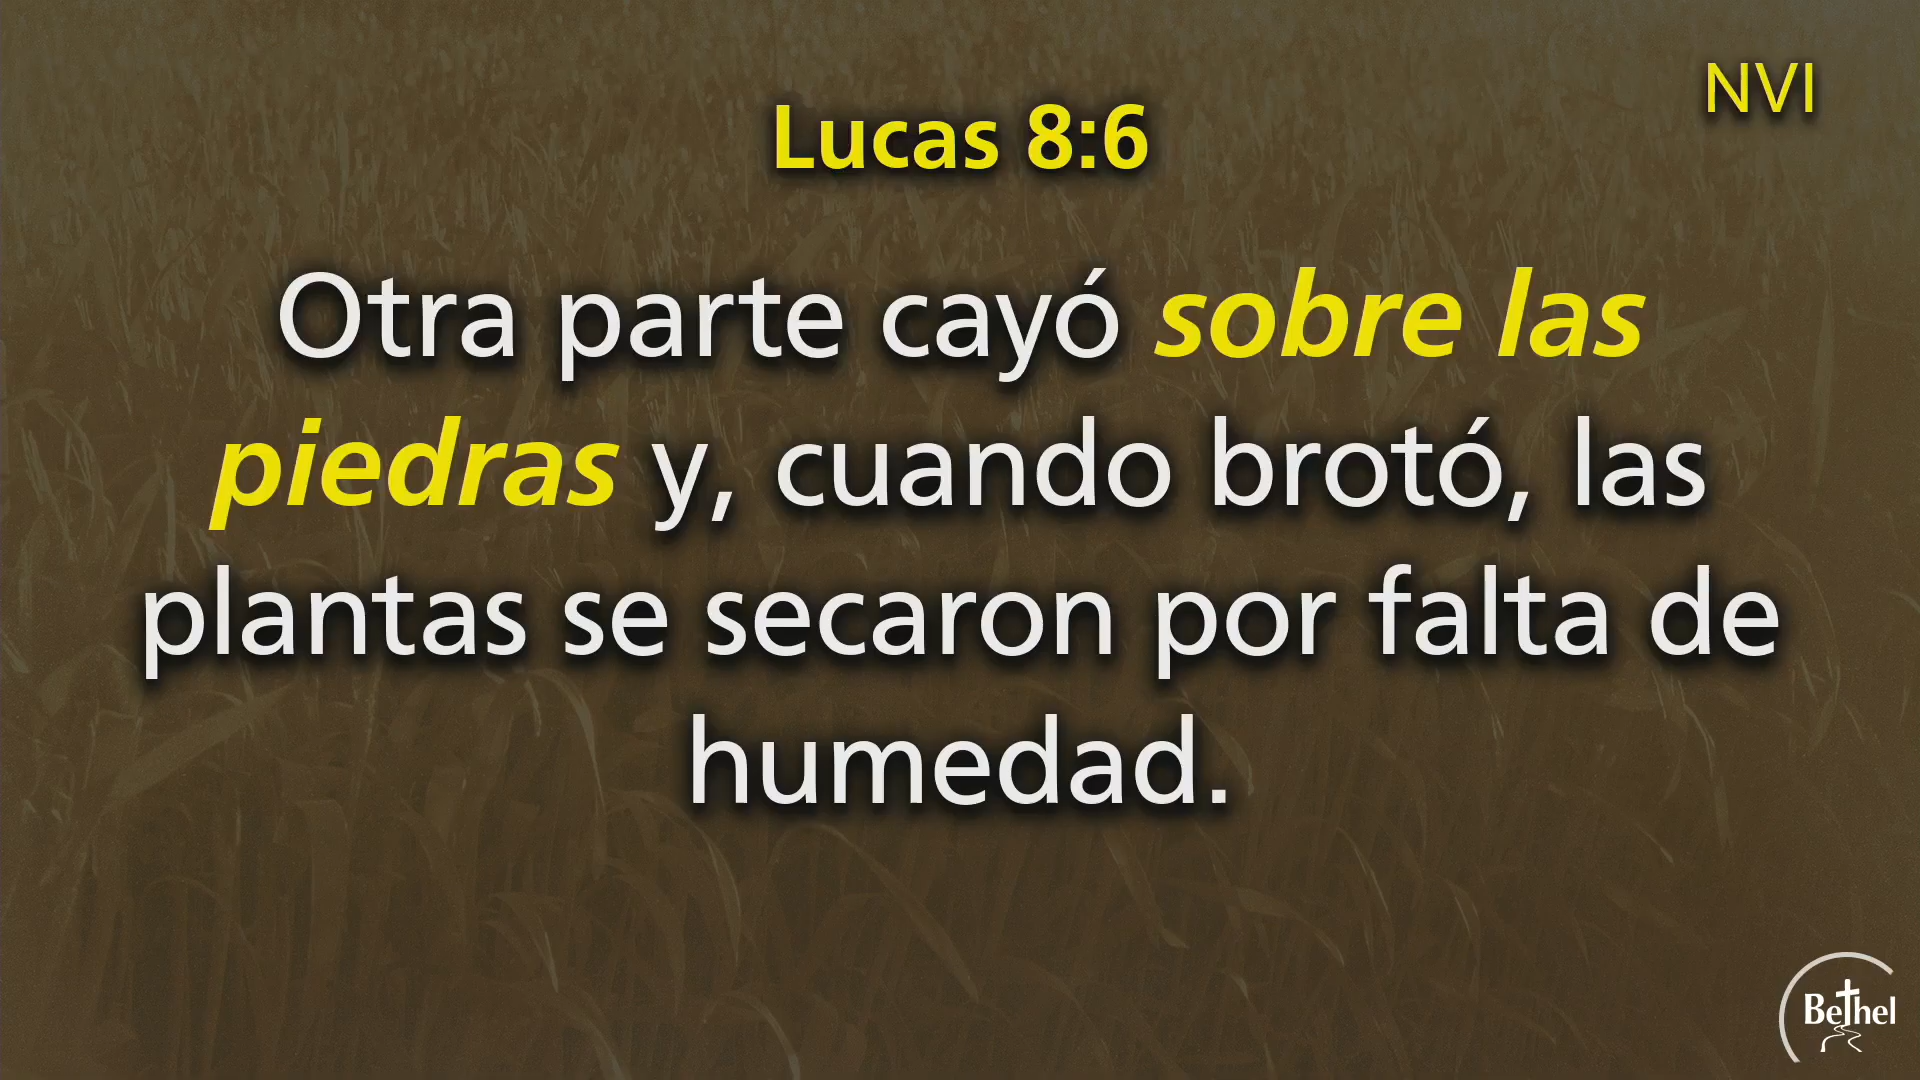 NVI
Lucas 8:6
Otra parte cayó sobre las
piedras y, cuando brotó, las
plantas se secaron por falta de
humedad.
Bethel